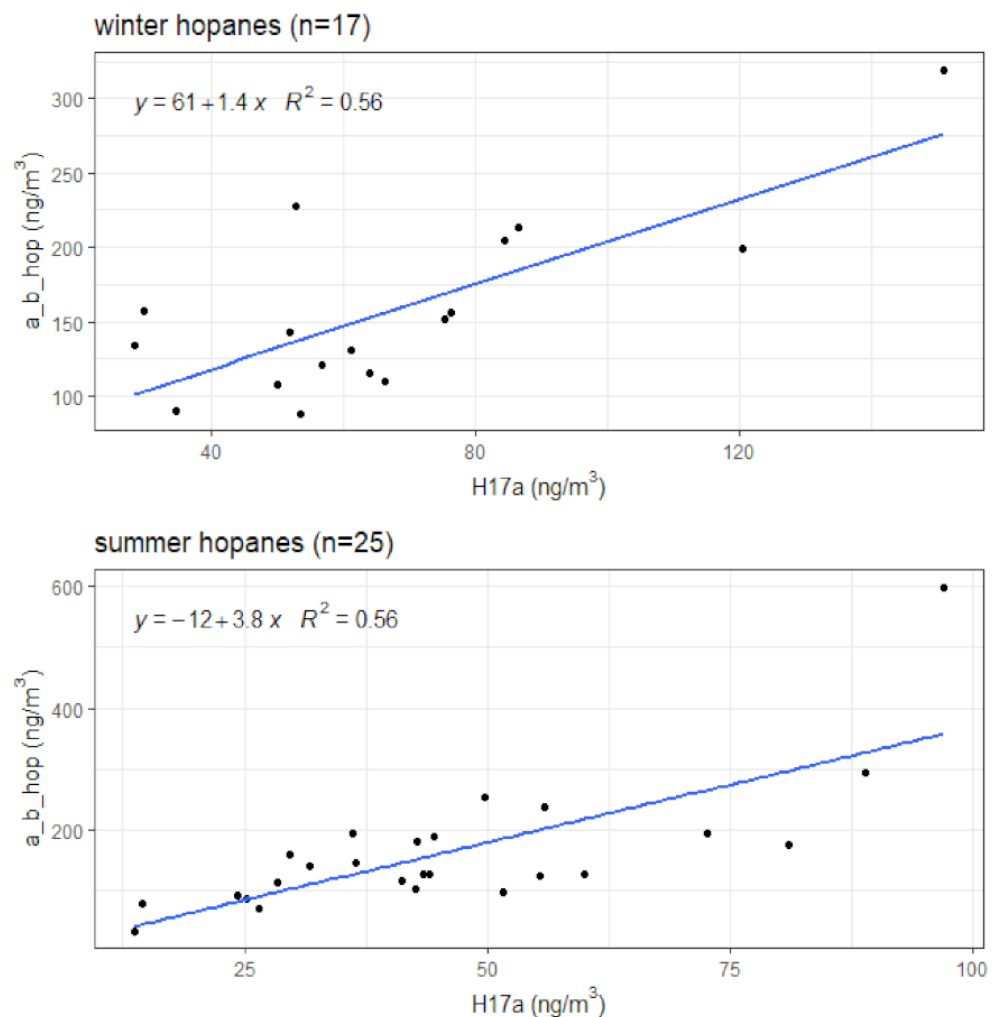 winter hopanes (n=17)
y = 61+1.4 x R² = 0.56
300
250
200
150
100
a_b_hop (ng/m³)
40 80 120
H17a (ng/m³)
summer hopanes (n=25)
y = −12+3.8 x R² = 0.56
600
400
200
a_b_hop (ng/m³)
25 50 75 100
H17a (ng/m³)